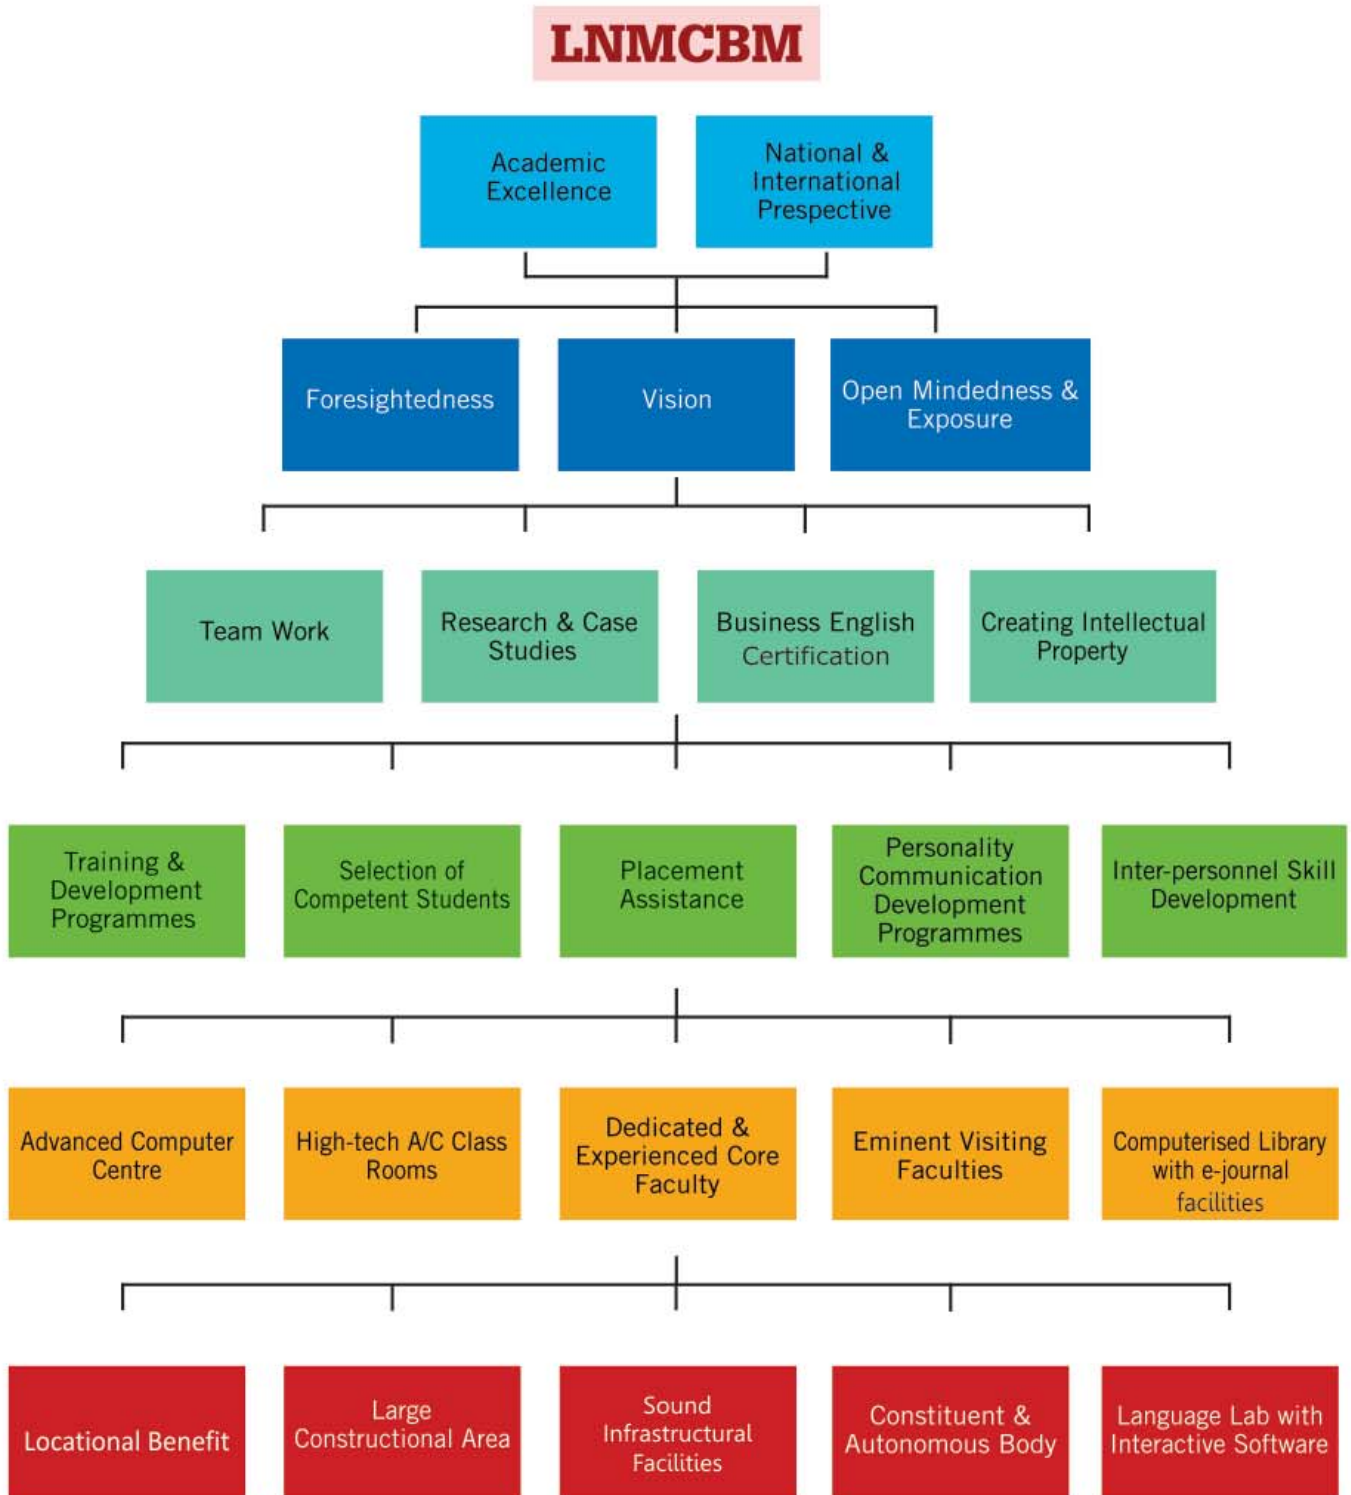 LNMCBM
Academic
Excellence
National &
International
Prespective
Foresightedness
Vision
Open Mindedness &
Exposure
Team Work
Research & Case
Studies
Business English
Certification
Creating Intellectual
Property
Training &
Development
Programmes
Selection of
Competent Students
Placement
Assistance
Personality
Communication
Development
Programmes
Inter-personnel Skill
Development
Advanced Computer
Centre
High-tech A/C Class
Rooms
Dedicated &
Experienced Core
Faculty
Eminent Visiting
Faculties
Computerised Library
with e-journal
facilities
Locational Benefit
Large
Constructional Area
Sound
Infrastructural
Facilities
Constituent &
Autonomous Body
Language Lab with
Interactive Software